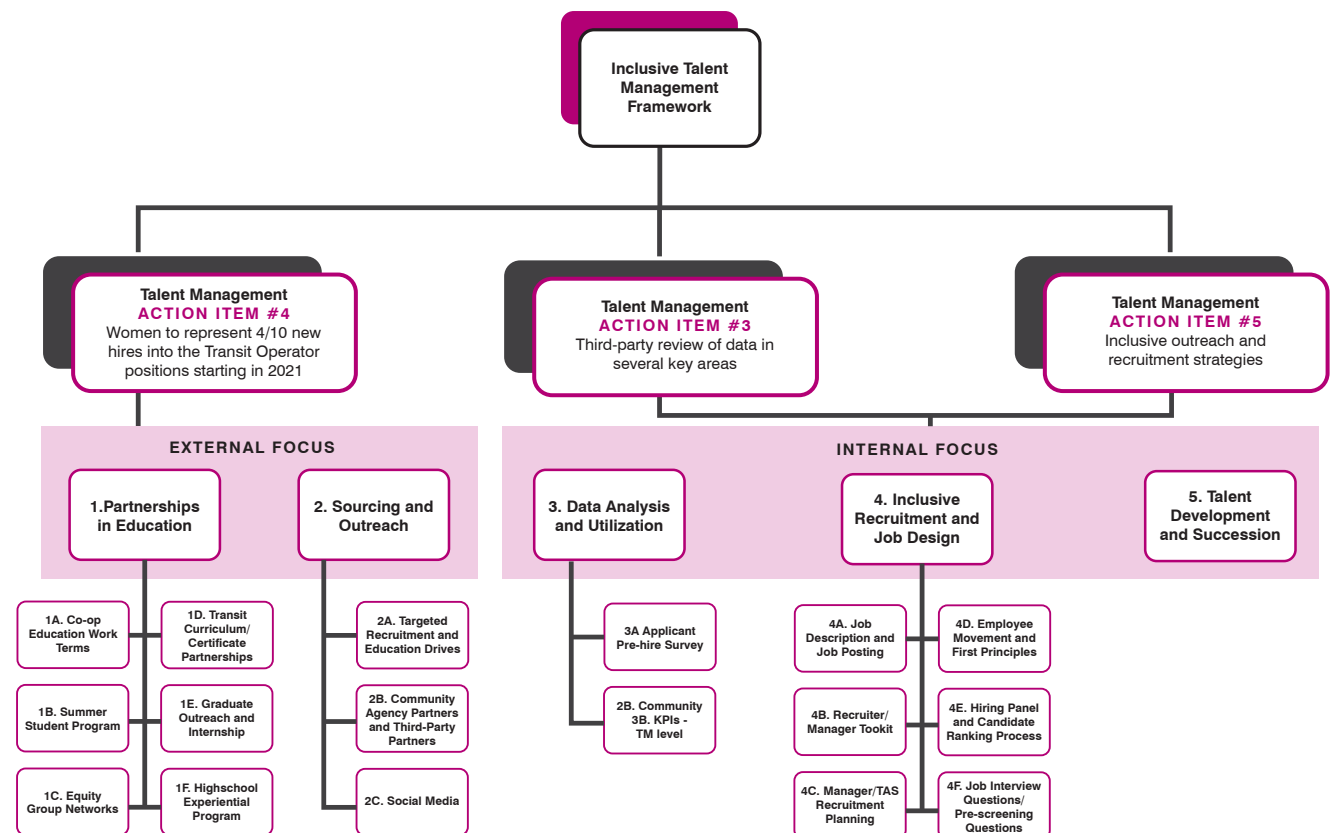 Inclusive Talent
Management
Framework
Talent Management
ACTION ITEM #4
Women to represent 4/10 new
hires into the Transit Operator
positions starting in 2021
Talent Management
ACTION ITEM #3
Third-party review of data in
several key areas
Talent Management
ACTION ITEM #5
Inclusive outreach and
recruitment strategies
EXTERNAL FOCUS
1.Partnerships
in Education
2. Sourcing and
Outreach
INTERNAL FOCUS
3. Data Analysis
and Utilization
4. Inclusive
Recruitment and
Job Design
5. Talent
Development
and Succession
1A. Co-op
Education Work
Terms
1B. Summer
Student Program
1C. Equity
Group Networks
1D. Transit
Curriculum/
Certificate
Partnerships
1E. Graduate
Outreach and
Internship
1F. Highschool
Experiential
Program
2A. Targeted
Recruitment and
Education Drives
2B. Community
Agency Partners
and Third-Party
Partners
2C. Social Media
3A Applicant
Pre-hire Survey
2B. Community
3B. KPIs -
TM level
4A. Job
Description and
Job Posting
4B. Recruiter/
Manager Tookit
4C. Manager/TAS
Recruitment
Planning
4D. Employee
Movement and
First Principles
4E. Hiring Panel
and Candidate
Ranking Process
4F. Job Interview
Questions/
Pre-screening
Questions